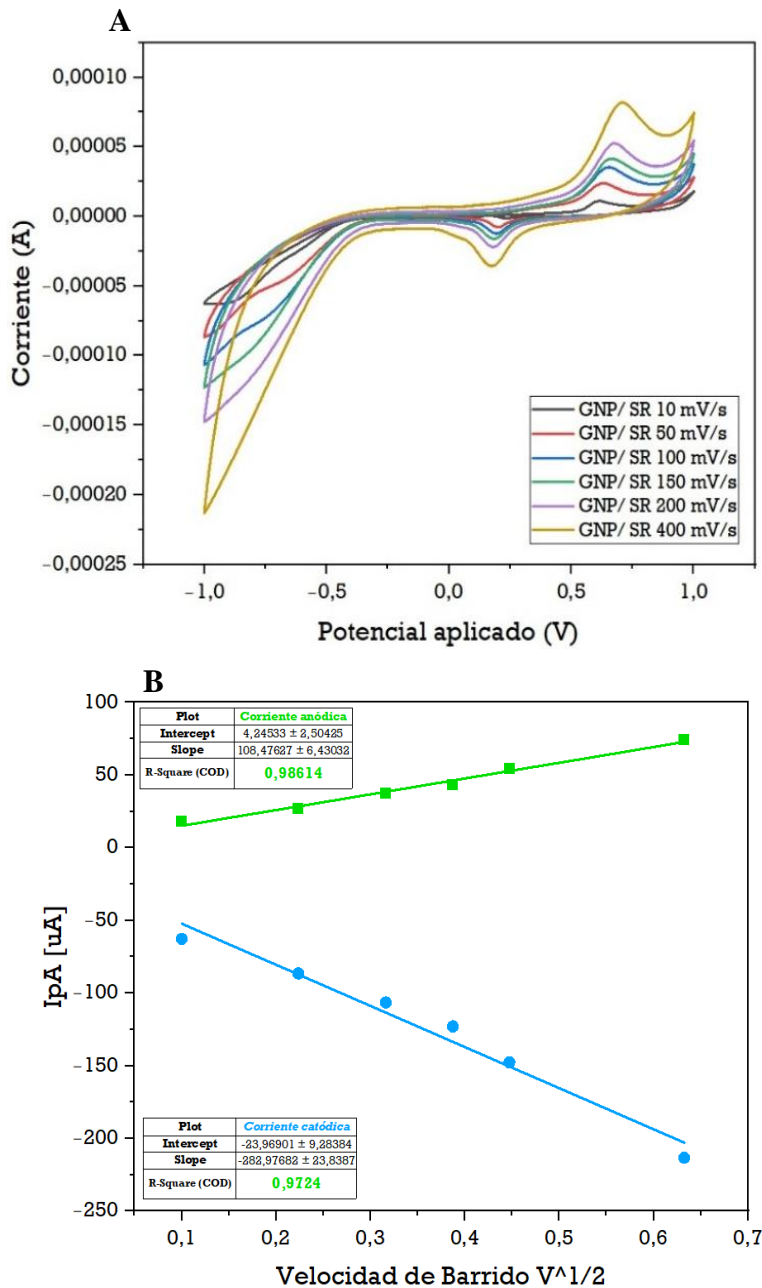 A
0,00010
0,00005
0,00000
−0,00005
−0,00010
−0,00015
−0,00020
−0,00025
Corriente (A)
GNP/ SR 10 mV/s
GNP/ SR 50 mV/s
GNP/ SR 100 mV/s
GNP/ SR 150 mV/s
GNP/ SR 200 mV/s
GNP/ SR 400 mV/s
−1,0 −0,5 0,0 0,5 1,0
Potencial aplicado (V)
B
100
50
0
−50
−100
−150
−200
−250
IpA [uA]
Plot Corriente anódica
Intercept 4,24533 ± 2,50425
Slope 108,47627 ± 6,43032
R-Square (COD) 0,98614
Plot Corriente catódica
Intercept -23,96901 ± 9,28384
Slope -282,97682 ± 23,8387
R-Square (COD) 0,9724
0,1 0,2 0,3 0,4 0,5 0,6 0,7
Velocidad de Barrido V^1/2